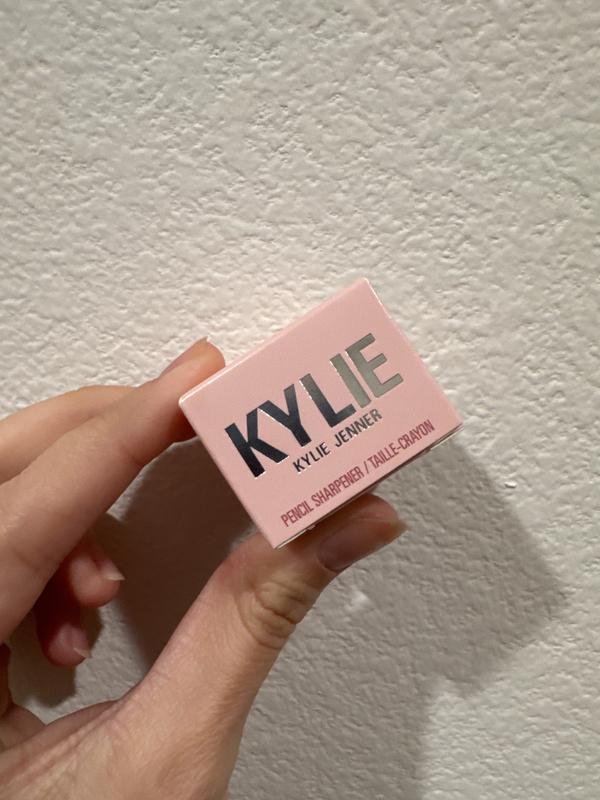 KYLIE
KYLIE JENNER
PENCIL SHARPENER / TAILLE-CRAYON